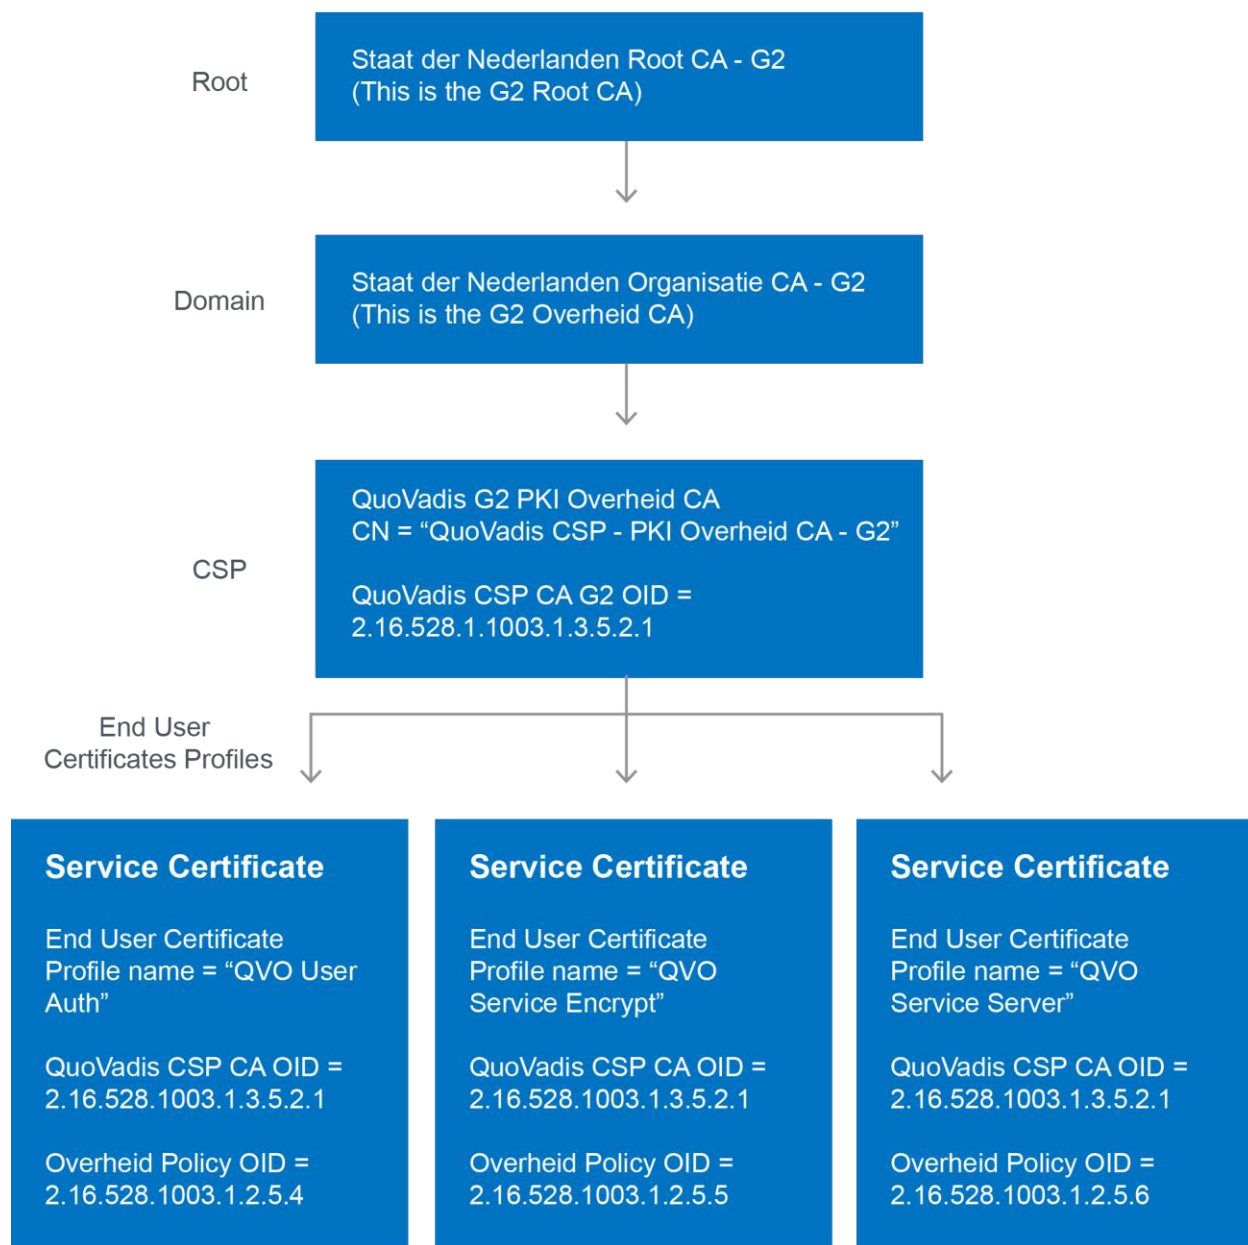 Root
Staat der Nederlanden Root CA - G2
(This is the G2 Root CA)
Domain
Staat der Nederlanden Organisatie CA - G2
(This is the G2 Overheid CA)
CSP
QuoVadis G2 PKI Overheid CA
CN = “QuoVadis CSP - PKI Overheid CA - G2”
QuoVadis CSP CA G2 OID =
2.16.528.1.1003.1.3.5.2.1
End User
Certificates Profiles
Service Certificate
End User Certificate
Profile name = “QVO User
Auth”
QuoVadis CSP CA OID =
2.16.528.1003.1.3.5.2.1
Overheid Policy OID =
2.16.528.1003.1.2.5.4
Service Certificate
End User Certificate
Profile name = “QVO
Service Encrypt”
QuoVadis CSP CA OID =
2.16.528.1003.1.3.5.2.1
Overheid Policy OID =
2.16.528.1003.1.2.5.5
Service Certificate
End User Certificate
Profile name = “QVO
Service Server”
QuoVadis CSP CA OID =
2.16.528.1003.1.3.5.2.1
Overheid Policy OID =
2.16.528.1003.1.2.5.6